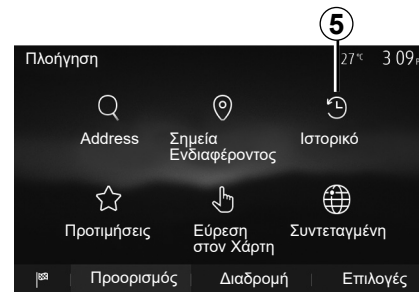 5
Πλοήγηση 27°C 3 09
Address Σημεία Ενδιαφέροντος Ιστορικό
Προτιμήσεις Εύρεση στον Χάρτη Συντεταγμένη
Προορισμός Διαδρομή Επιλογές